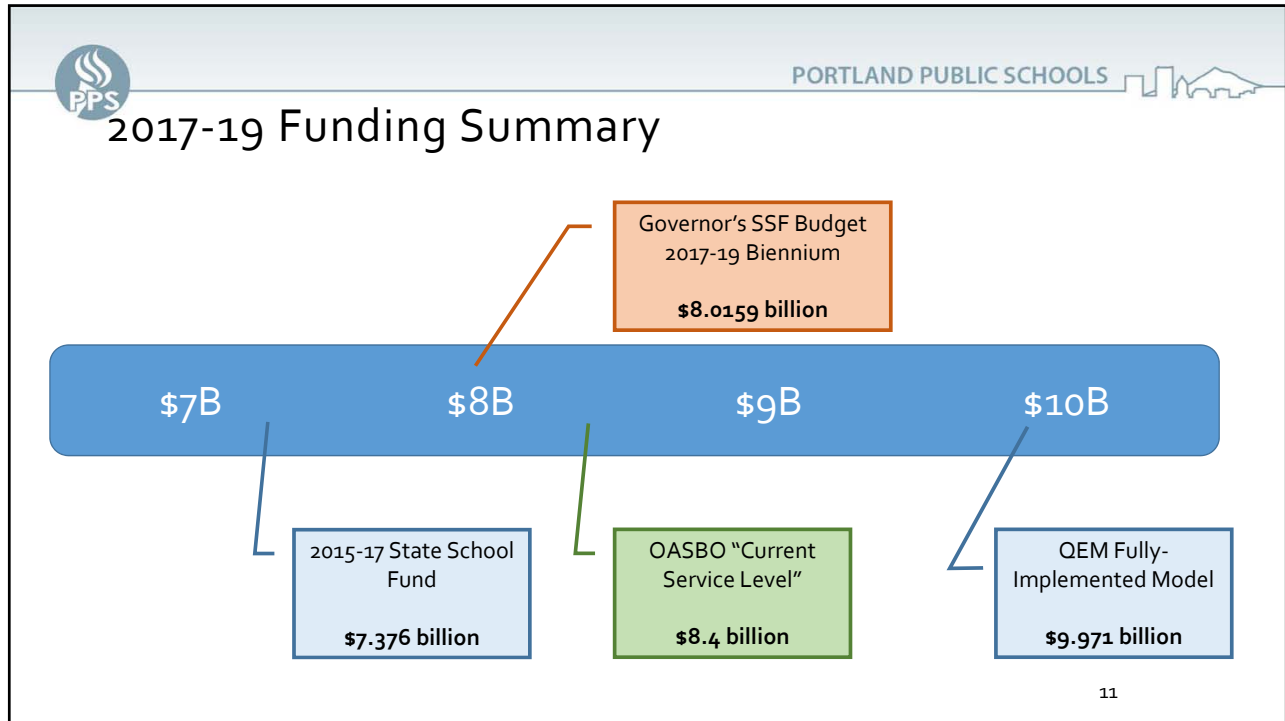 PPS
PORTLAND PUBLIC SCHOOLS
2017-19 Funding Summary
Governor’s SSF Budget
2017-19 Biennium
$8.0159 billion
$7B
$8B
$9B
$10B
2015-17 State School
Fund
$7.376 billion
OASBO “Current
Service Level”
$8.4 billion
QEM Fully-
Implemented Model
$9.971 billion
11